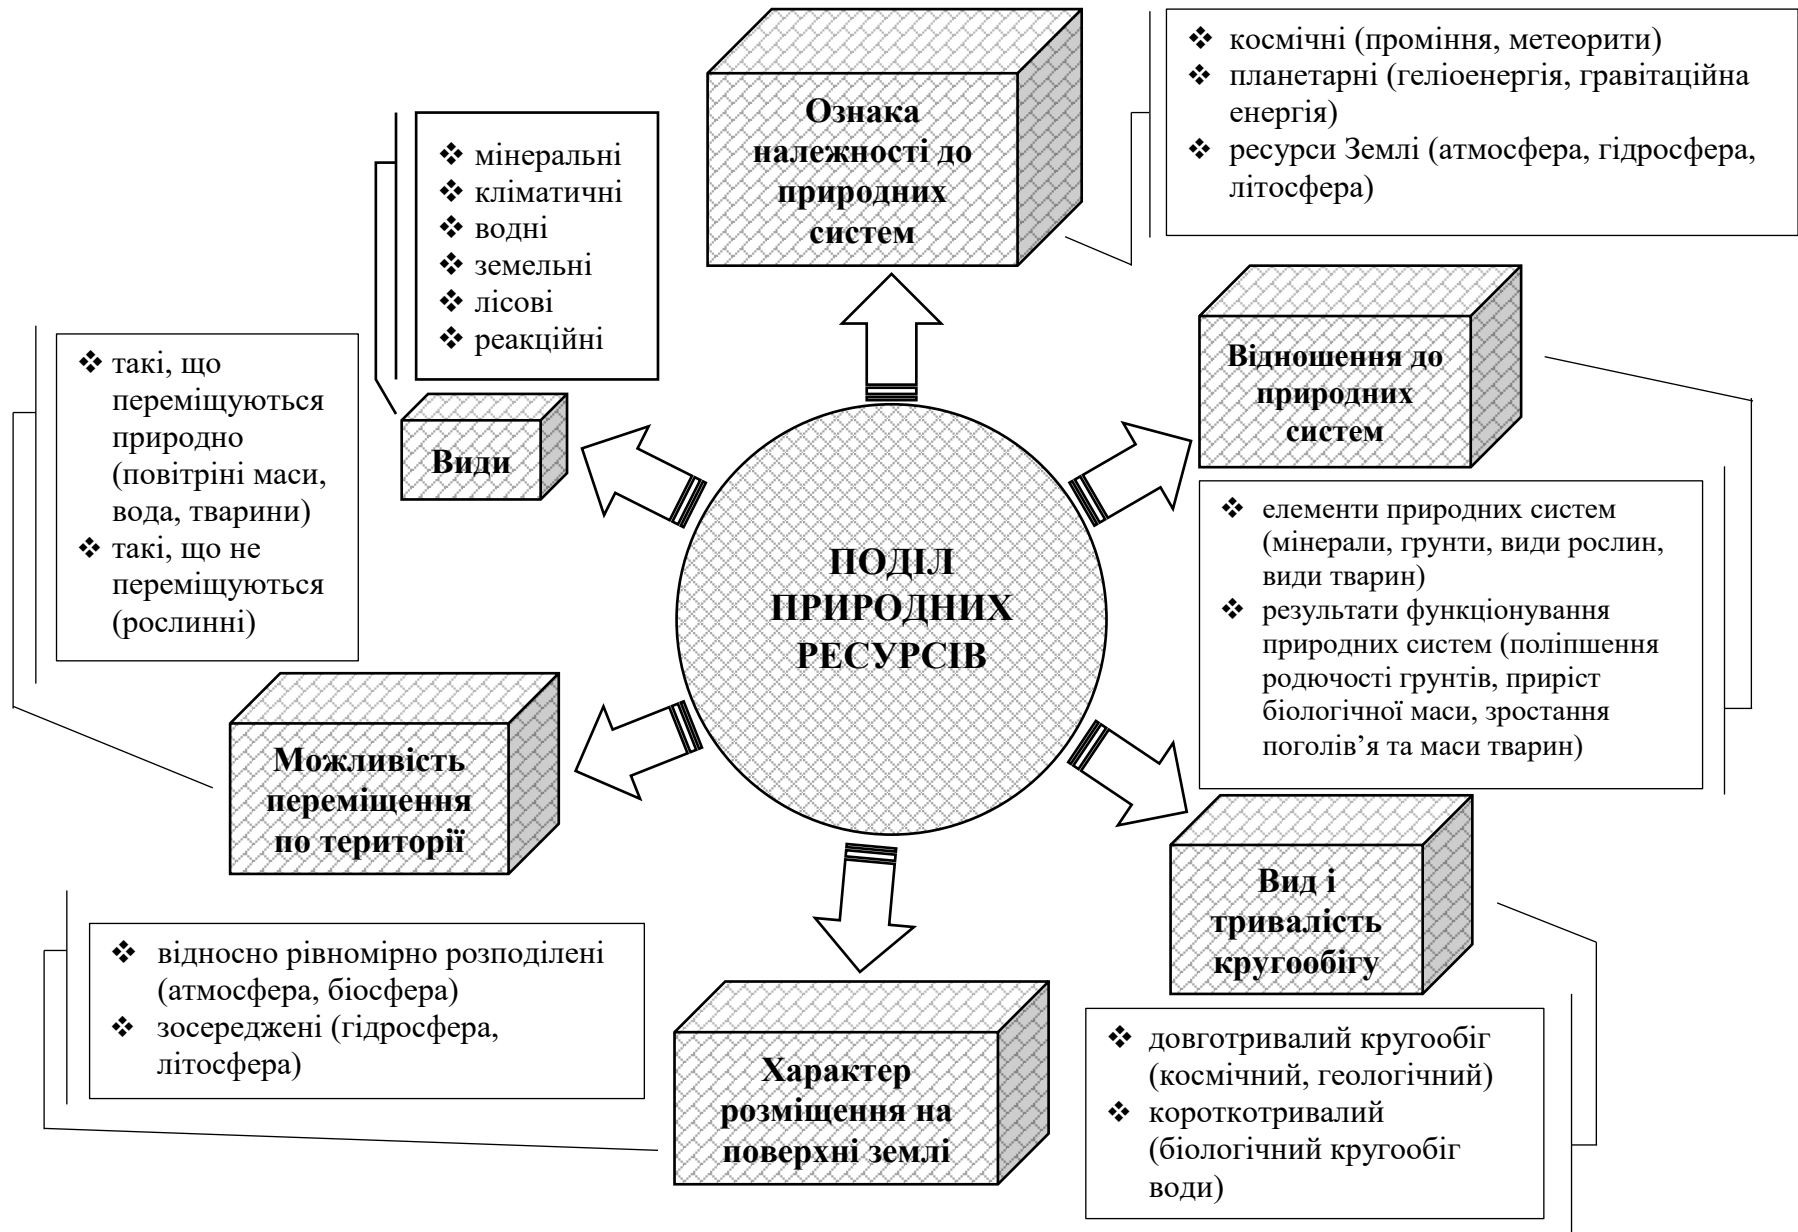 Ознака
належності до
природних
систем
❖ космічні (проміння, метеорити)
❖ планетарні (геліоенергія, гравітаційна
енергія)
❖ ресурси Землі (атмосфера, гідросфера,
літосфера)
❖ мінеральні
❖ кліматичні
❖ водні
❖ земельні
❖ лісові
❖ реакційні
Види
Відношення до
природних
систем
❖ елементи природних систем
(мінерали, грунти, види рослин,
види тварин)
❖ результати функціонування
природних систем (поліпшення
родючості грунтів, приріст
біологічної маси, зростання
поголів’я та маси тварин)
❖ такі, що
переміщуються
природно
(повітріні маси,
вода, тварини)
❖ такі, що не
переміщуються
(рослинні)
ПОДІЛ
ПРИРОДНИХ
РЕСУРСІВ
Можливість
переміщення
по території
Вид і
тривалість
кругообігу
❖ відносно рівномірно розподілені
(атмосфера, біосфера)
❖ зосереджені (гідросфера,
літосфера)
Характер
розміщення на
поверхні землі
❖ довготривалий кругообіг
(космічний, геологічний)
❖ короткотривалий
(біологічний кругообіг
води)